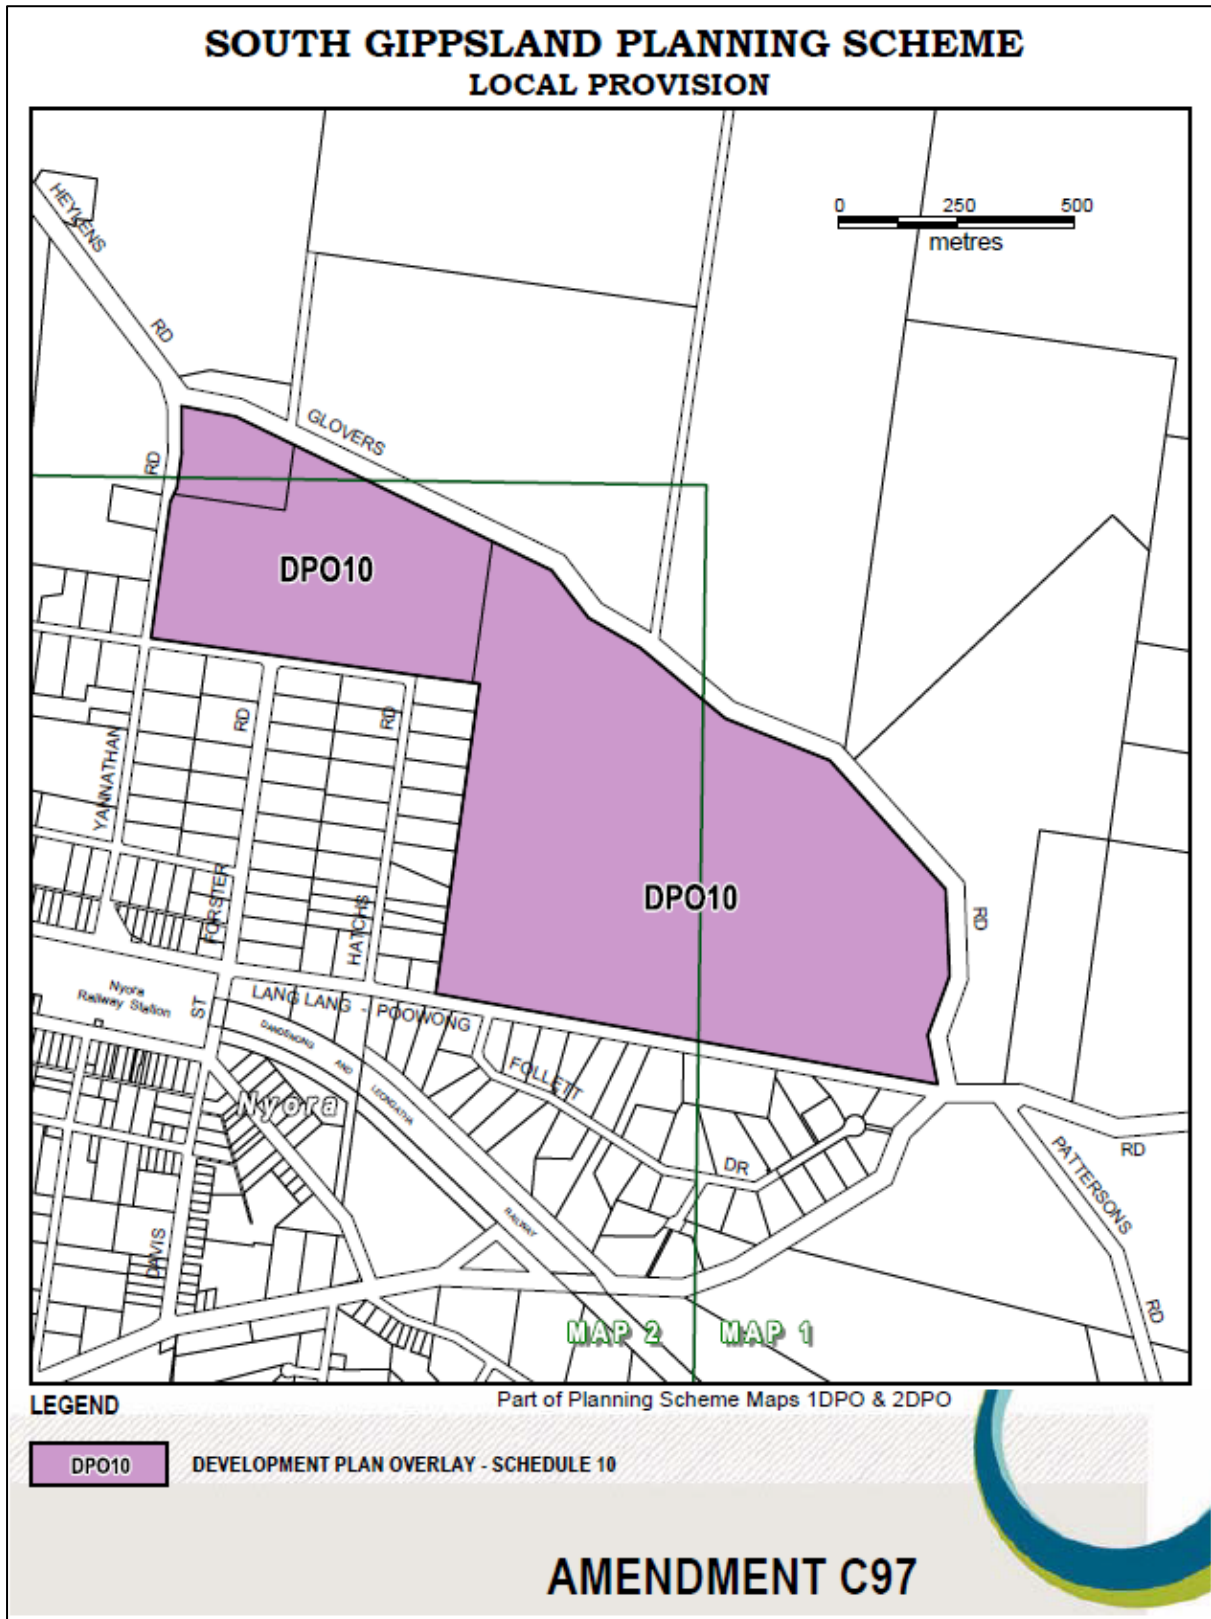 SOUTH GIPPSLAND PLANNING SCHEME
LOCAL PROVISION
HEYLENS
RD
0 250 500
metres
GLOVERS
RD
DPO10
RD
RD
YANNATHAN
DPO10
FORSTER
HATCHS
RD
Nyora
Railway Station
ST
LANG LANG - POOWONG
DANDENONG AND LEONGATHA RAILWAY
FOLLETT
DR
Nyora
RD
PATTERSONS
RD
DAVIS
MAP 2 MAP 1
LEGEND
Part of Planning Scheme Maps 1DPO & 2DPO
DPO10 DEVELOPMENT PLAN OVERLAY - SCHEDULE 10
AMENDMENT C97